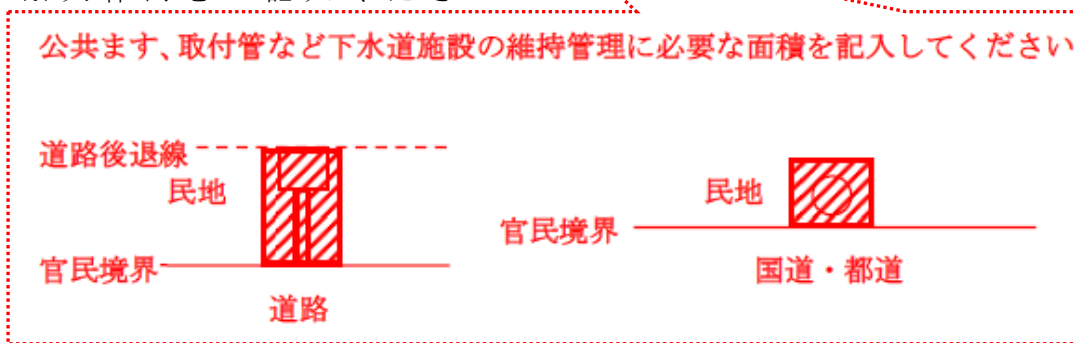 公共ます、取付管など下水道施設の維持管理に必要な面積を記入してください
道路後退線
民地
官民境界
道路
民地
官民境界
国道・都道